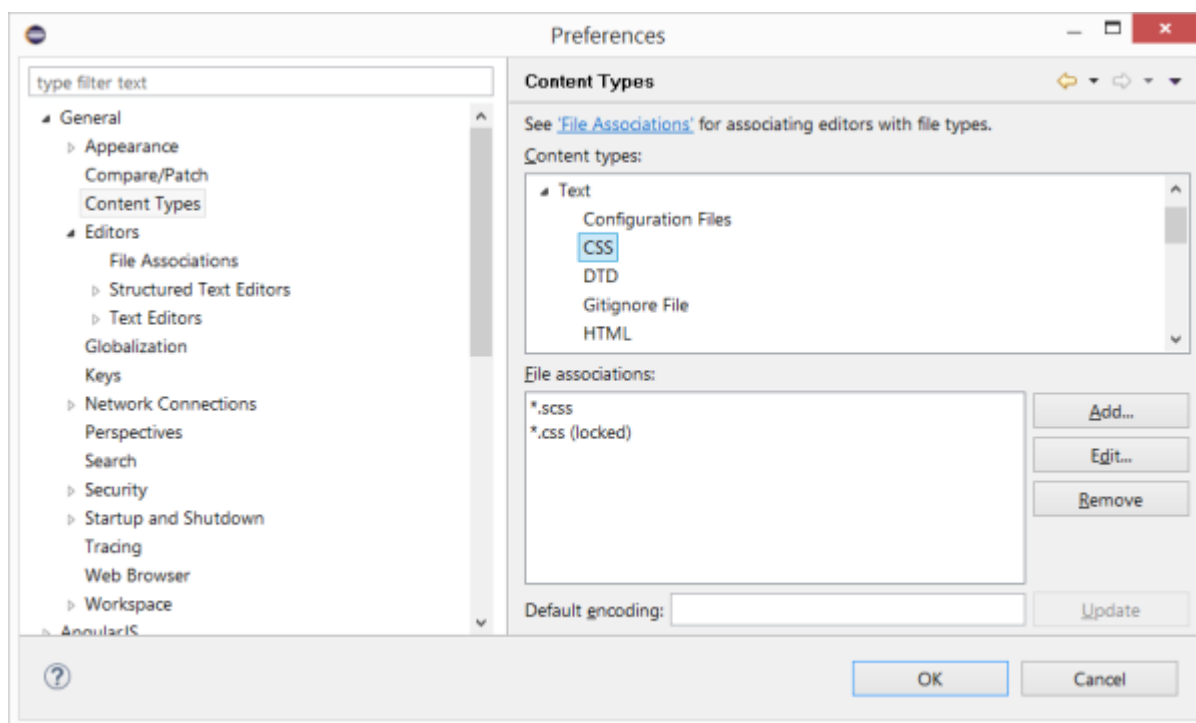 Preferences
type filter text
General
Appearance
Compare/Patch
Content Types
Editors
File Associations
Structured Text Editors
Text Editors
Globalization
Keys
Network Connections
Perspectives
Search
Security
Startup and Shutdown
Tracing
Web Browser
Workspace
AngularJS
Content Types
See 'File Associations' for associating editors with file types.
Content types:
Text
Configuration Files
CSS
DTD
Gitignore File
HTML
File associations:
*.scss
*.css (locked)
Add...
Edit...
Remove
Default encoding:
Update
OK
Cancel